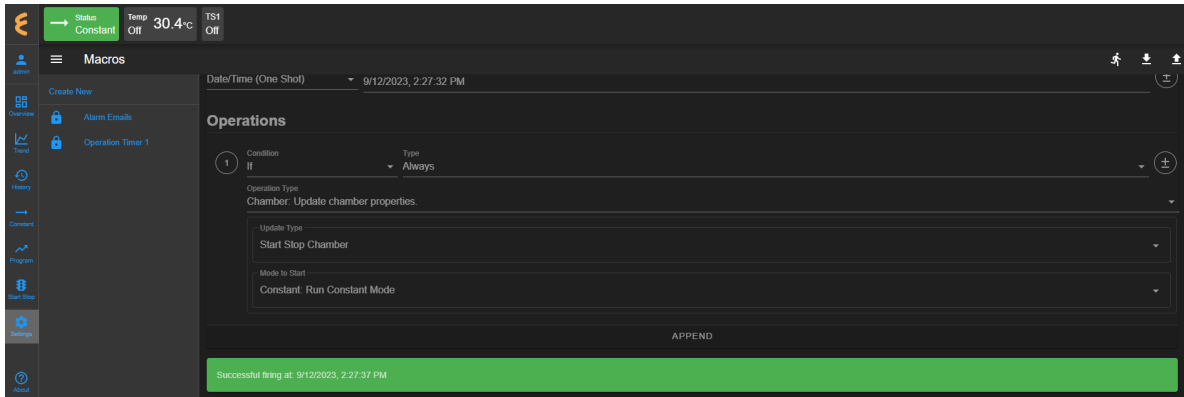 Status
Constant
Temp
Off
30.4°C
TS1
Off
admin
Macros
Create New
Overview
Alarm Emails
Operation Timer 1
Trend
History
Constant
Program
Start Stop
Settings
About
Date/Time (One Shot)
9/12/2023, 2:27:32 PM
Operations
1
Condition
If
Type
Always
Operation Type
Chamber: Update chamber properties.
Update Type
Start Stop Chamber
Mode to Start
Constant: Run Constant Mode
APPEND
Successful firing at: 9/12/2023, 2:27:37 PM